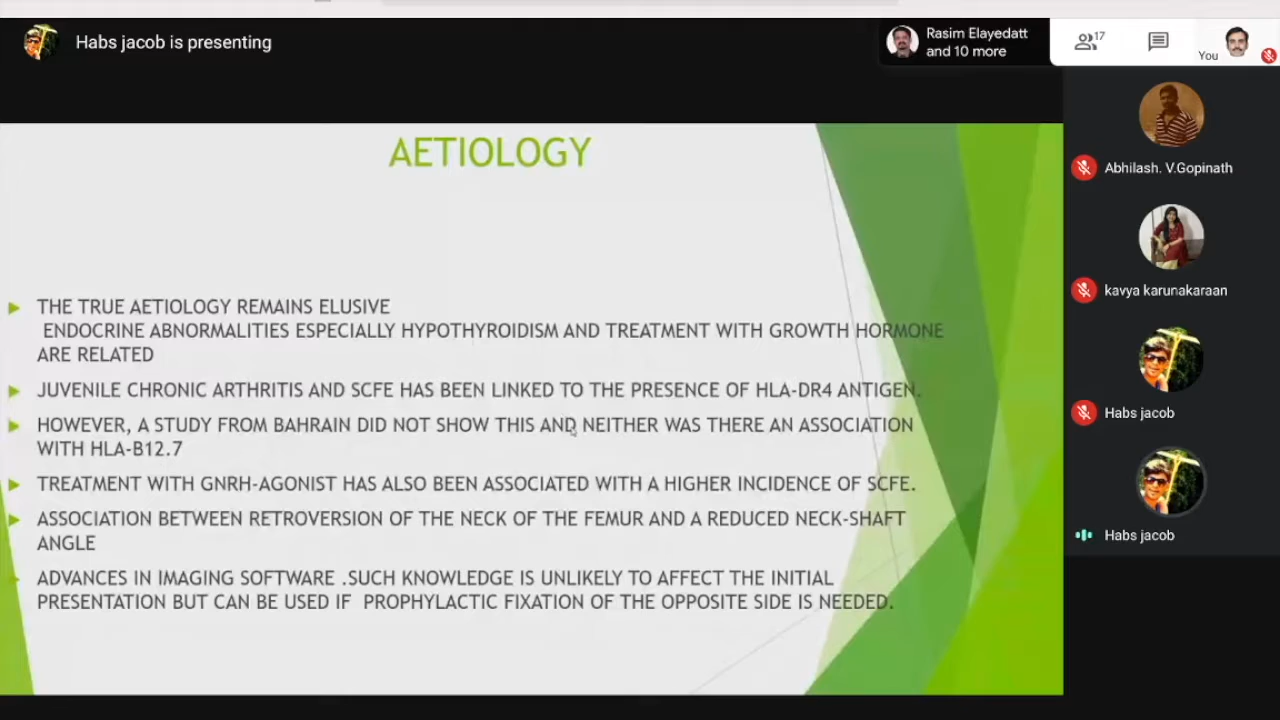 Habs jacob is presenting
Rasim Elayedatt
and 10 more
17
You
AETIOLOGY
THE TRUE AETIOLOGY REMAINS ELUSIVE
ENDOCRINE ABNORMALITIES ESPECIALLY HYPOTHYROIDISM AND TREATMENT WITH GROWTH HORMONE
ARE RELATED
JUVENILE CHRONIC ARTHRITIS AND SCFE HAS BEEN LINKED TO THE PRESENCE OF HLA-DR4 ANTIGEN.
HOWEVER, A STUDY FROM BAHRAIN DID NOT SHOW THIS AND NEITHER WAS THERE AN ASSOCIATION
WITH HLA-B12.7
TREATMENT WITH GNRH-AGONIST HAS ALSO BEEN ASSOCIATED WITH A HIGHER INCIDENCE OF SCFE.
ASSOCIATION BETWEEN RETROVERSION OF THE NECK OF THE FEMUR AND A REDUCED NECK-SHAFT
ANGLE
ADVANCES IN IMAGING SOFTWARE .SUCH KNOWLEDGE IS UNLIKELY TO AFFECT THE INITIAL
PRESENTATION BUT CAN BE USED IF PROPHYLACTIC FIXATION OF THE OPPOSITE SIDE IS NEEDED.
Abhilash. V.Gopinath
kavya karunakaraan
Habs jacob
Habs jacob